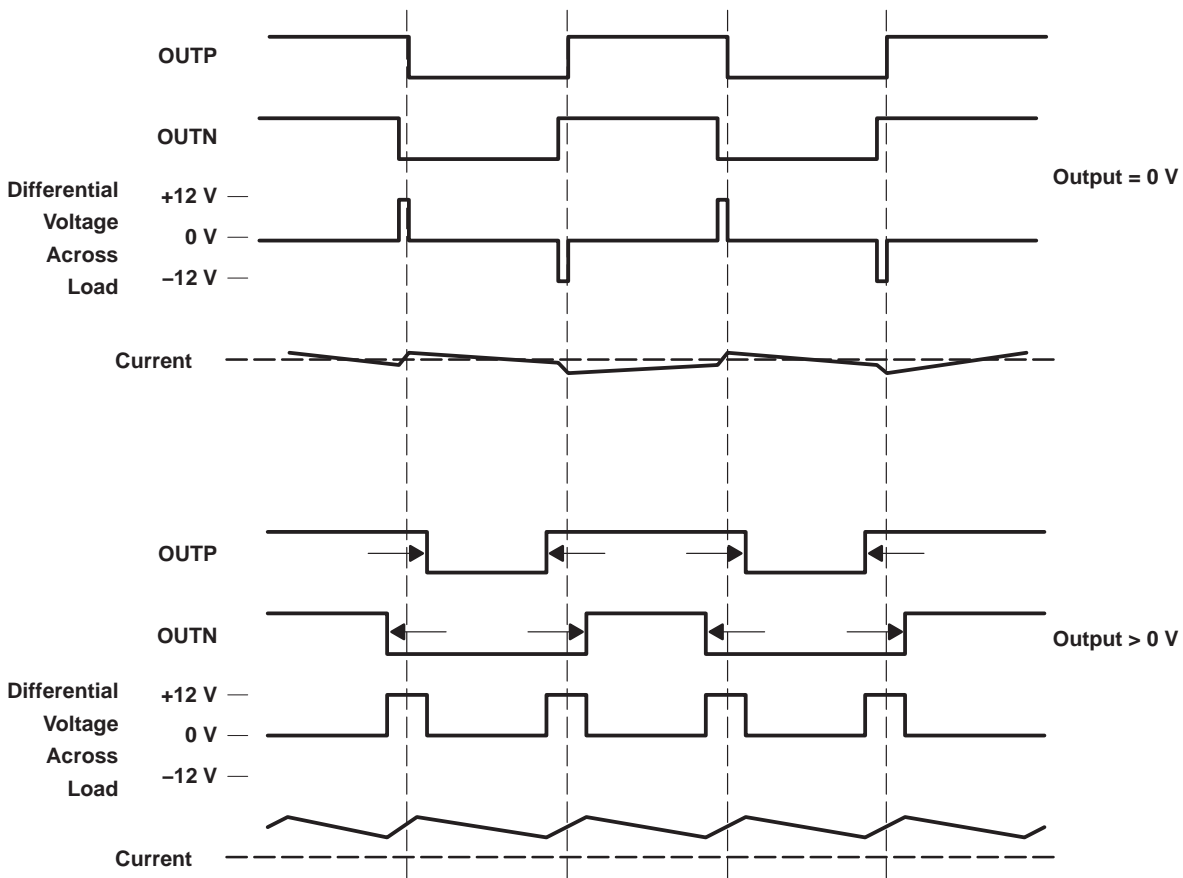 OUTP
OUTN
Output = 0 V
Differential
Voltage
Across
Load
+12 V
0 V
–12 V
Current
OUTP
OUTN
Output > 0 V
Differential
Voltage
Across
Load
+12 V
0 V
–12 V
Current